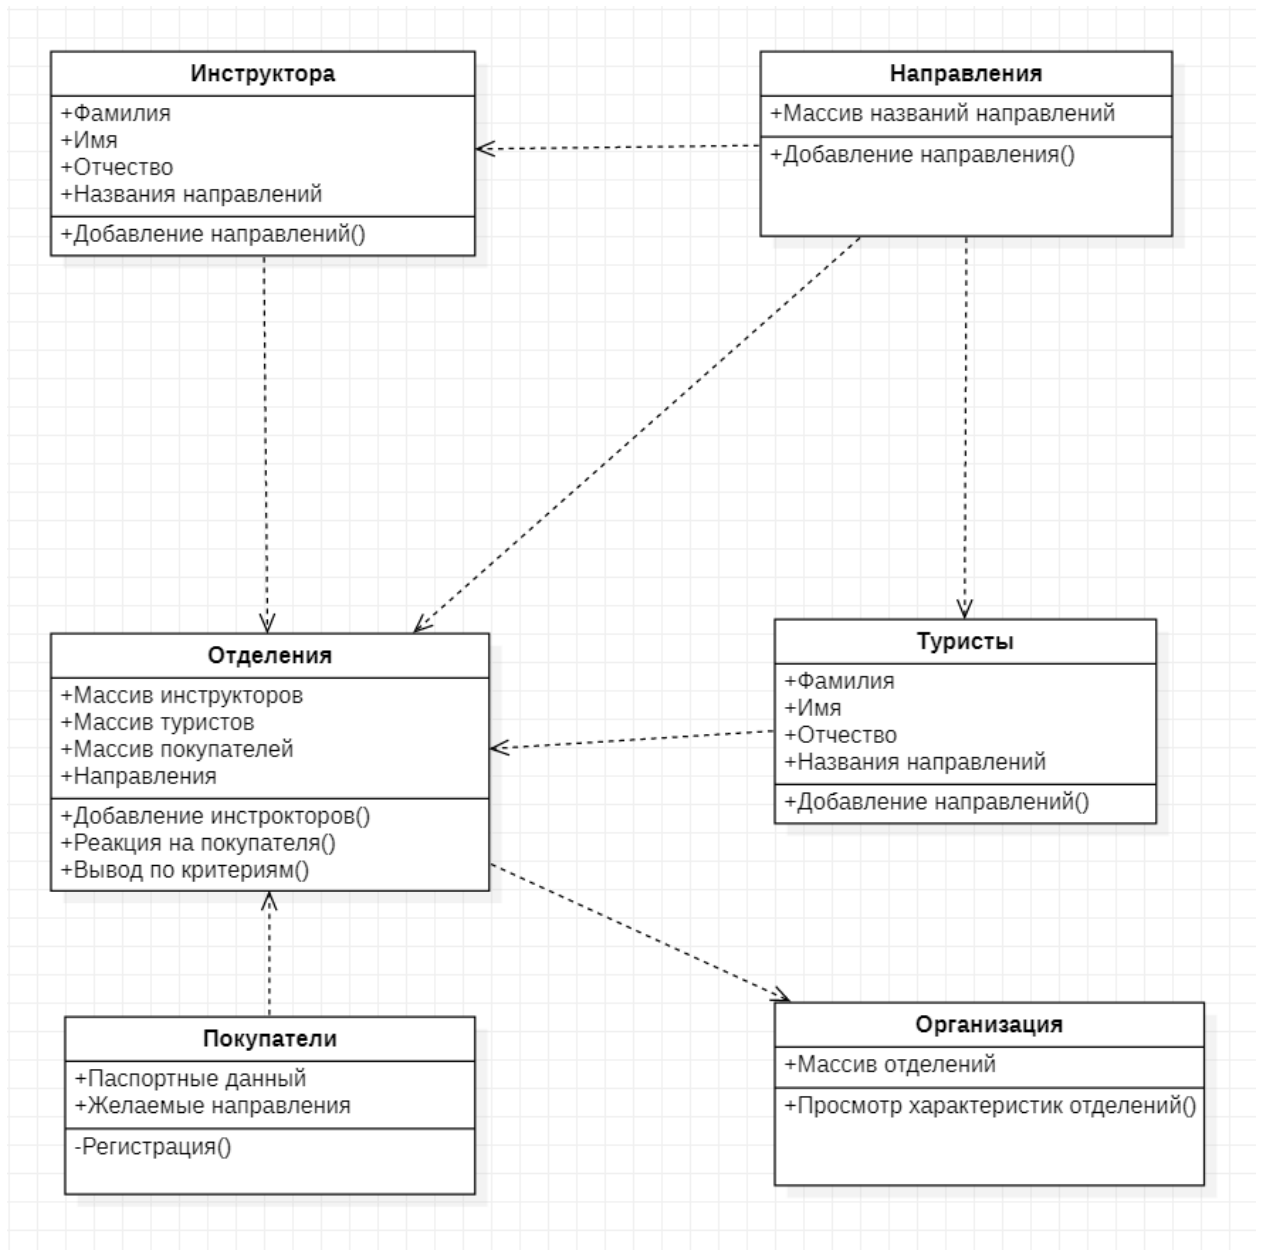 Инструктора
+Фамилия
+Имя
+Отчество
+Названия направлений
+Добавление направлений()
Направления
+Массив названий направлений
+Добавление направления()
Отделения
+Массив инструкторов
+Массив туристов
+Массив покупателей
+Направления
+Добавление инстрокторов()
+Реакция на покупателя()
+Вывод по критериям()
Туристы
+Фамилия
+Имя
+Отчество
+Названия направлений
+Добавление направлений()
Покупатели
+Паспортные данный
+Желаемые направления
-Регистрация()
Организация
+Массив отделений
+Просмотр характеристик отделений()